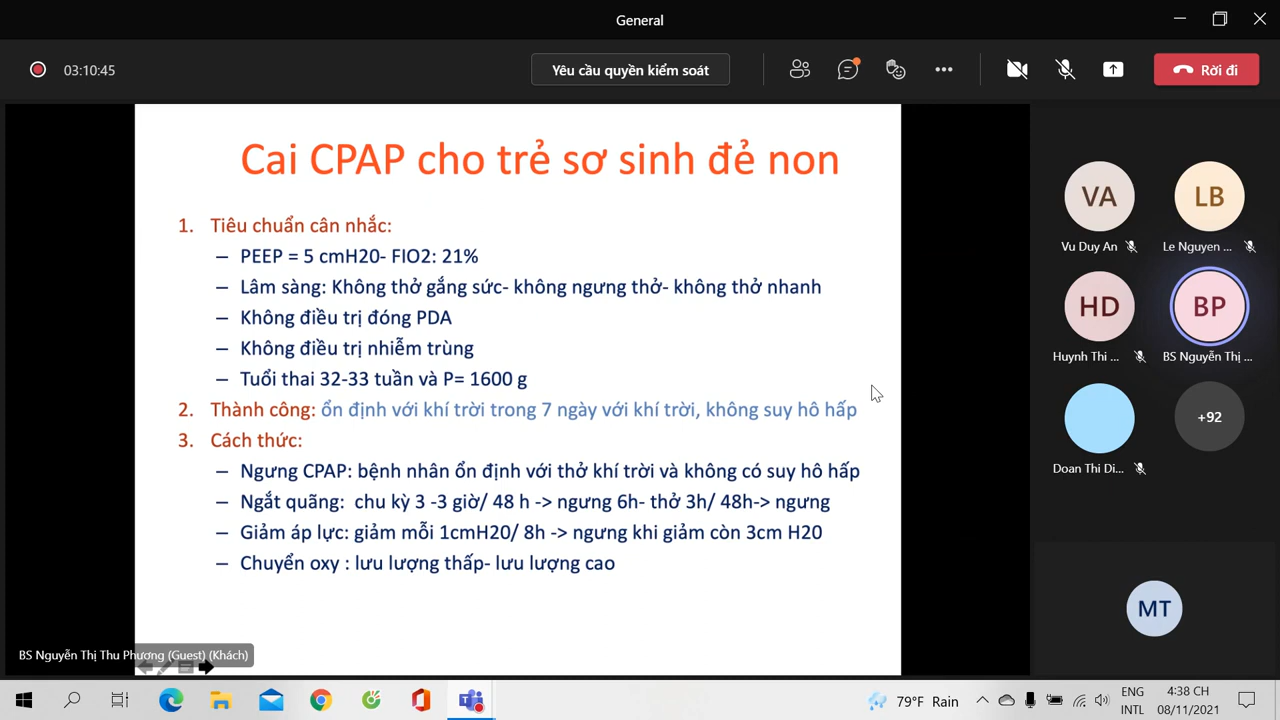 General
03:10:45
Yêu cầu quyền kiểm soát
Rời đi
Cai CPAP cho trẻ sơ sinh đẻ non
1. Tiêu chuẩn cân nhắc:
– PEEP = 5 cmH20- FIO2: 21%
– Lâm sàng: Không thở gắng sức- không ngưng thở- không thở nhanh
– Không điều trị đóng PDA
– Không điều trị nhiễm trùng
– Tuổi thai 32-33 tuần và P= 1600 g
2. Thành công: ổn định với khí trời trong 7 ngày với khí trời, không suy hô hấp
3. Cách thức:
– Ngưng CPAP: bệnh nhân ổn định với thở khí trời và không có suy hô hấp
– Ngắt quãng: chu kỳ 3 -3 giờ/ 48 h -> ngưng 6h- thở 3h/ 48h-> ngưng
– Giảm áp lực: giảm mỗi 1cmH20/ 8h -> ngưng khi giảm còn 3cm H20
– Chuyển oxy : lưu lượng thấp- lưu lượng cao
BS Nguyễn Thị Thu Phương (Guest) (Khách)
VA
Vu Duy An
LB
Le Nguyen ...
HD
Huynh Thi ...
BP
BS Nguyễn Thị ...
Doan Thi Di...
+92
MT
79°F Rain
ENG
INTL
4:38 CH
08/11/2021